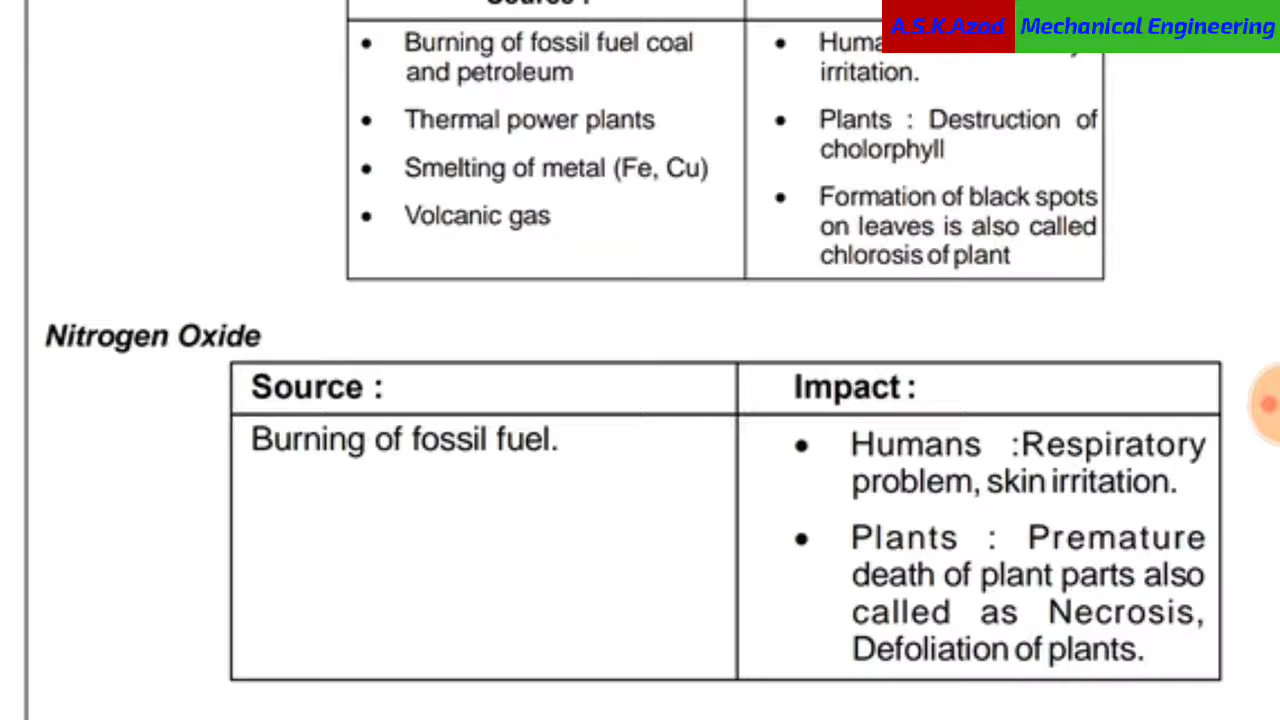 A.S.K.Azad Mechanical Engineering
Burning of fossil fuel coal
and petroleum
Thermal power plants
Smelting of metal (Fe, Cu)
Volcanic gas
irritation.
Plants : Destruction of
cholorphyll
Formation of black spots
on leaves is also called
chlorosis of plant
Nitrogen Oxide
Source :
Burning of fossil fuel.
Impact :
Humans :Respiratory
problem, skin irritation.
Plants : Premature
death of plant parts also
called as Necrosis,
Defoliation of plants.